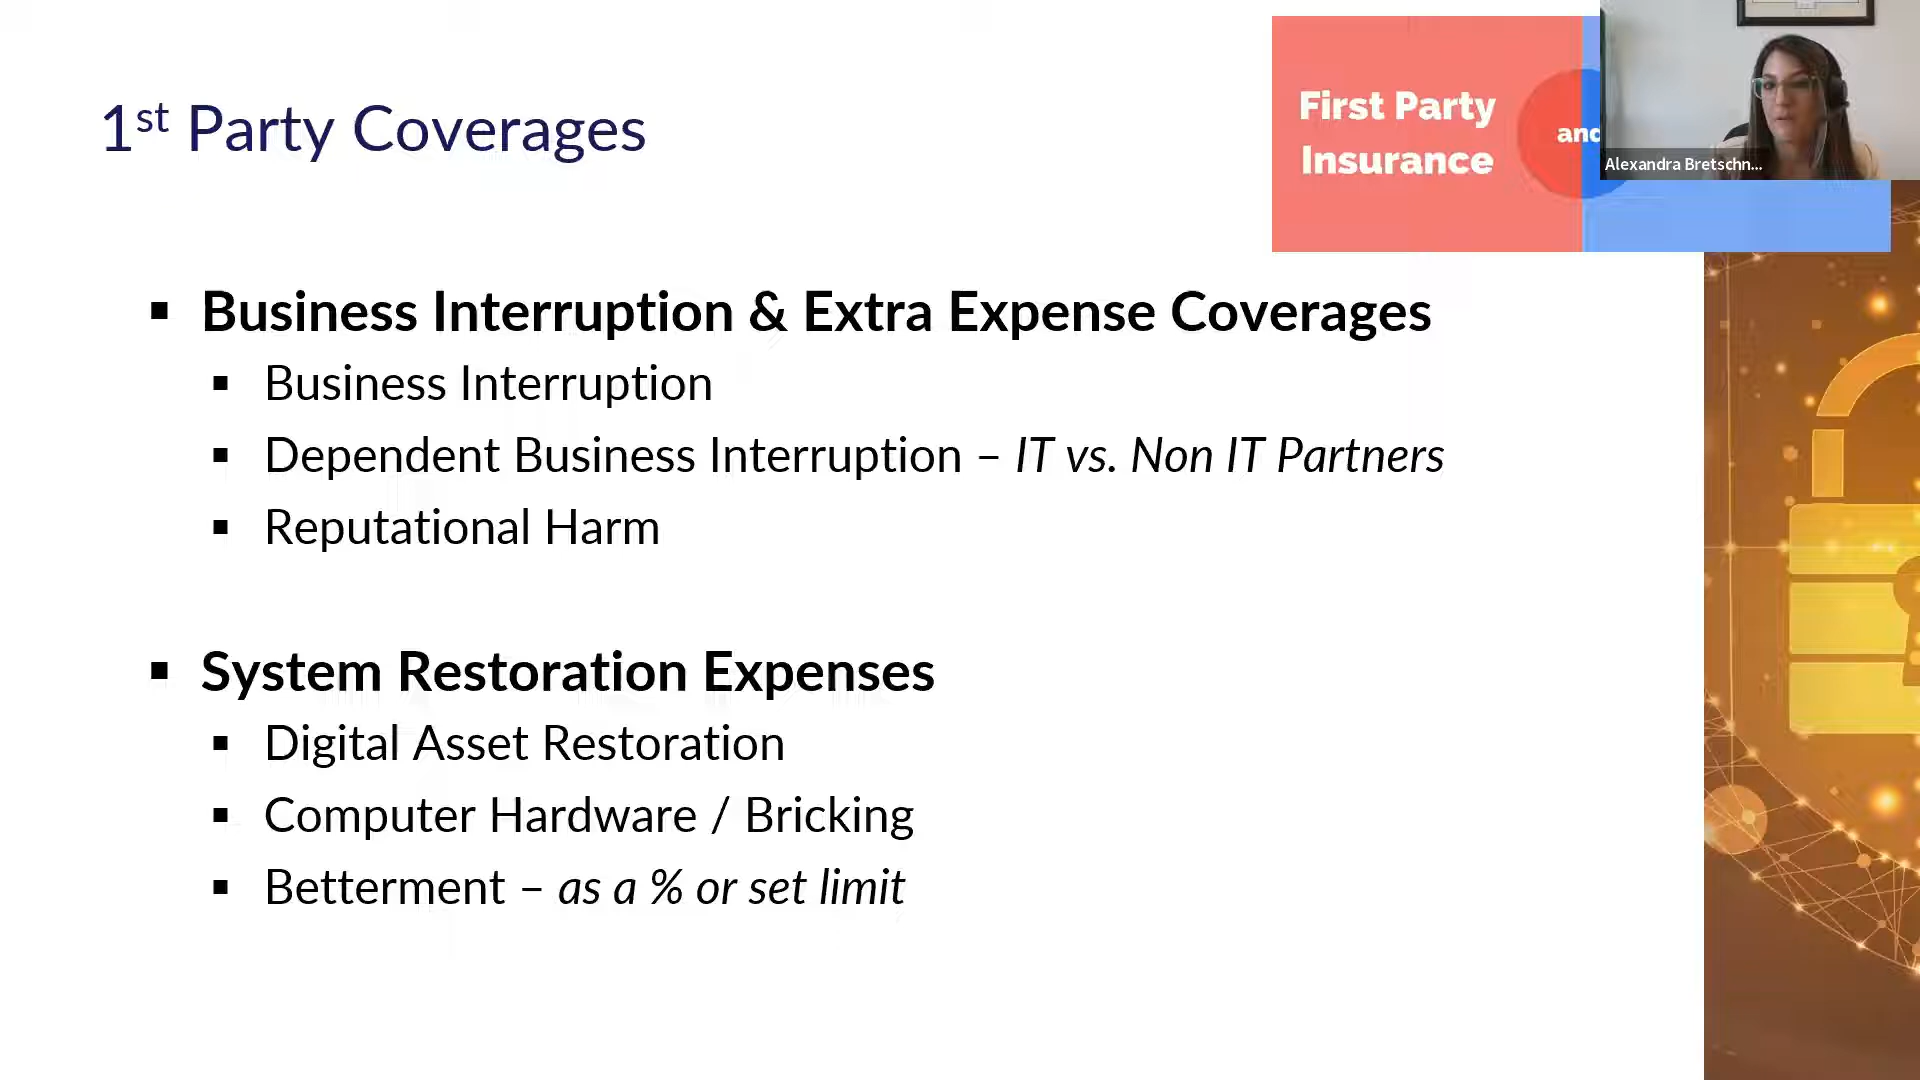 1st Party Coverages
First Party
Insurance
and
Alexandra Bretschn...
▪ Business Interruption & Extra Expense Coverages
▪ Business Interruption
▪ Dependent Business Interruption – IT vs. Non IT Partners
▪ Reputational Harm
▪ System Restoration Expenses
▪ Digital Asset Restoration
▪ Computer Hardware / Bricking
▪ Betterment – as a % or set limit